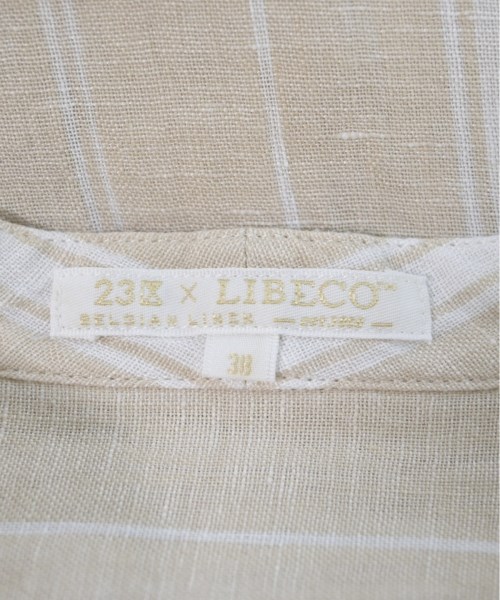 23区 × LIBECO™
BELGIAN LINEN — EST.1858 —
38